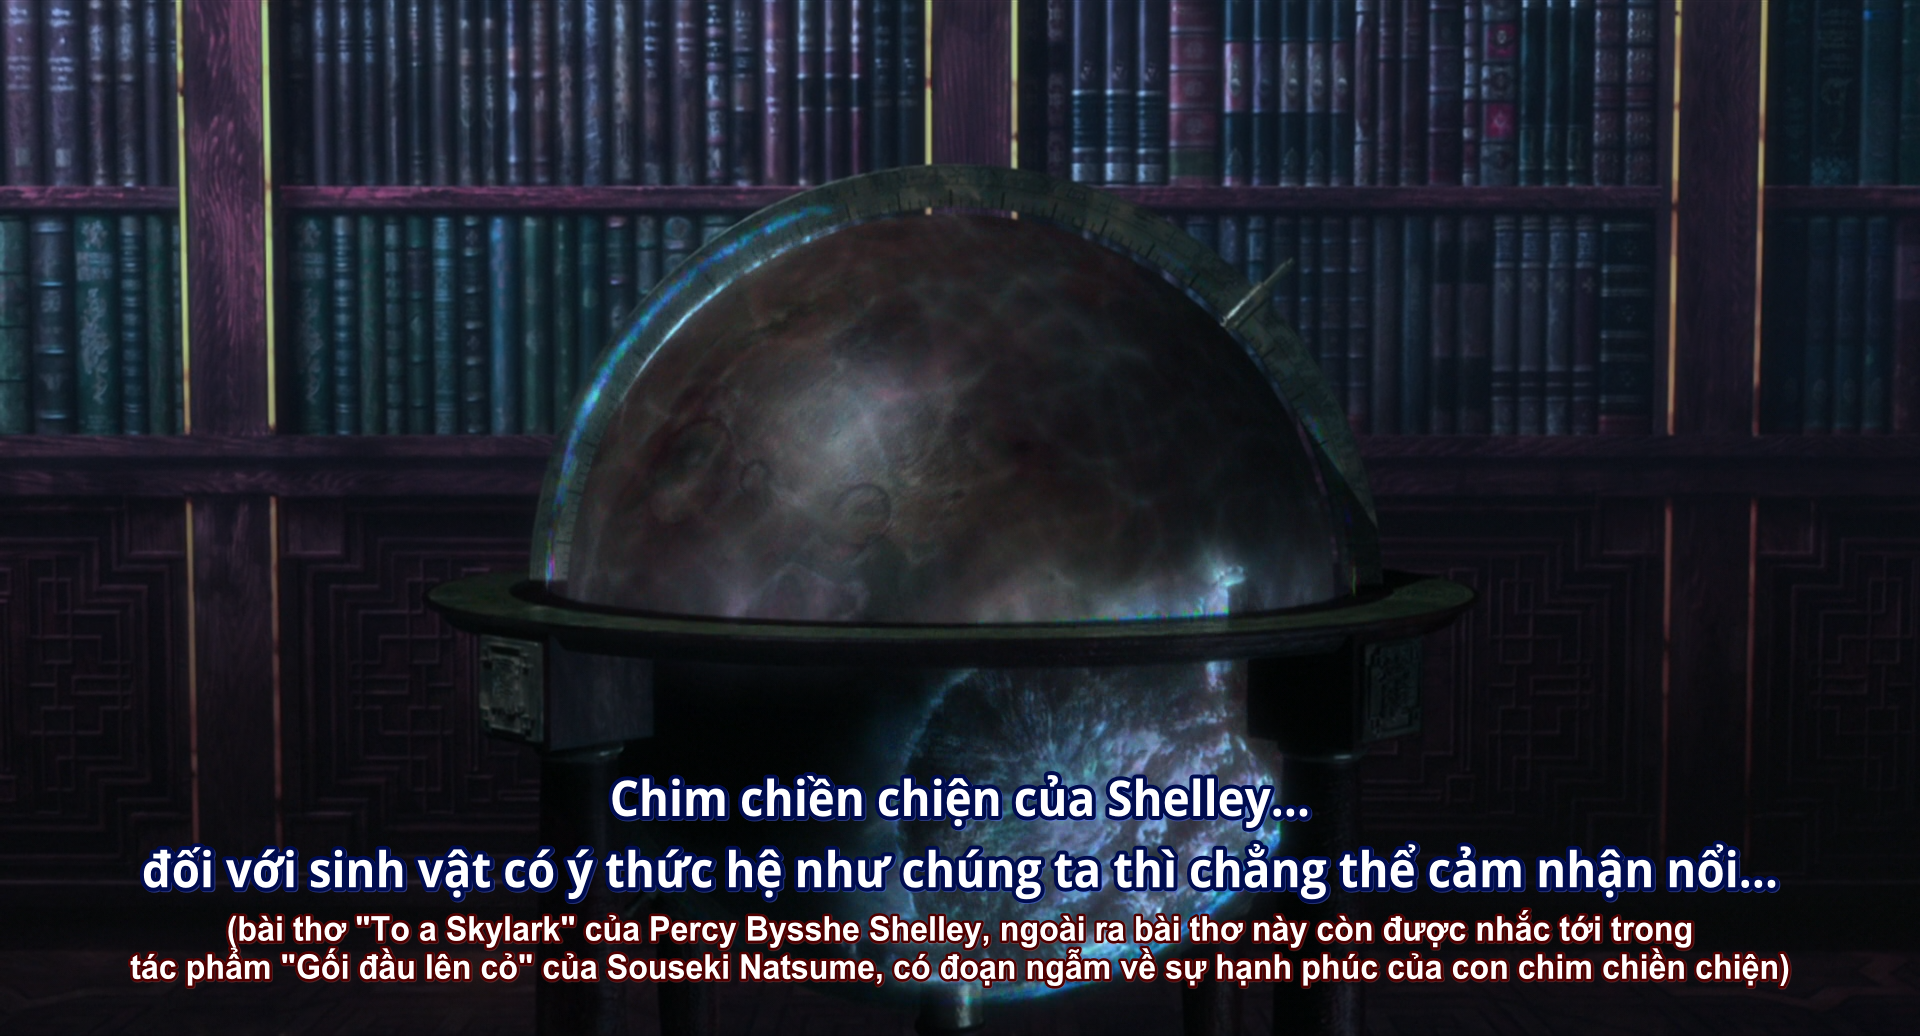 Chim chiền chiện của Shelley...
đối với sinh vật có ý thức hệ như chúng ta thì chẳng thể cảm nhận nổi...
(bài thơ "To a Skylark" của Percy Bysshe Shelley, ngoài ra bài thơ này còn được nhắc tới trong
tác phẩm "Gối đầu lên cỏ" của Souseki Natsume, có đoạn ngẫm về sự hạnh phúc của con chim chiền chiện)